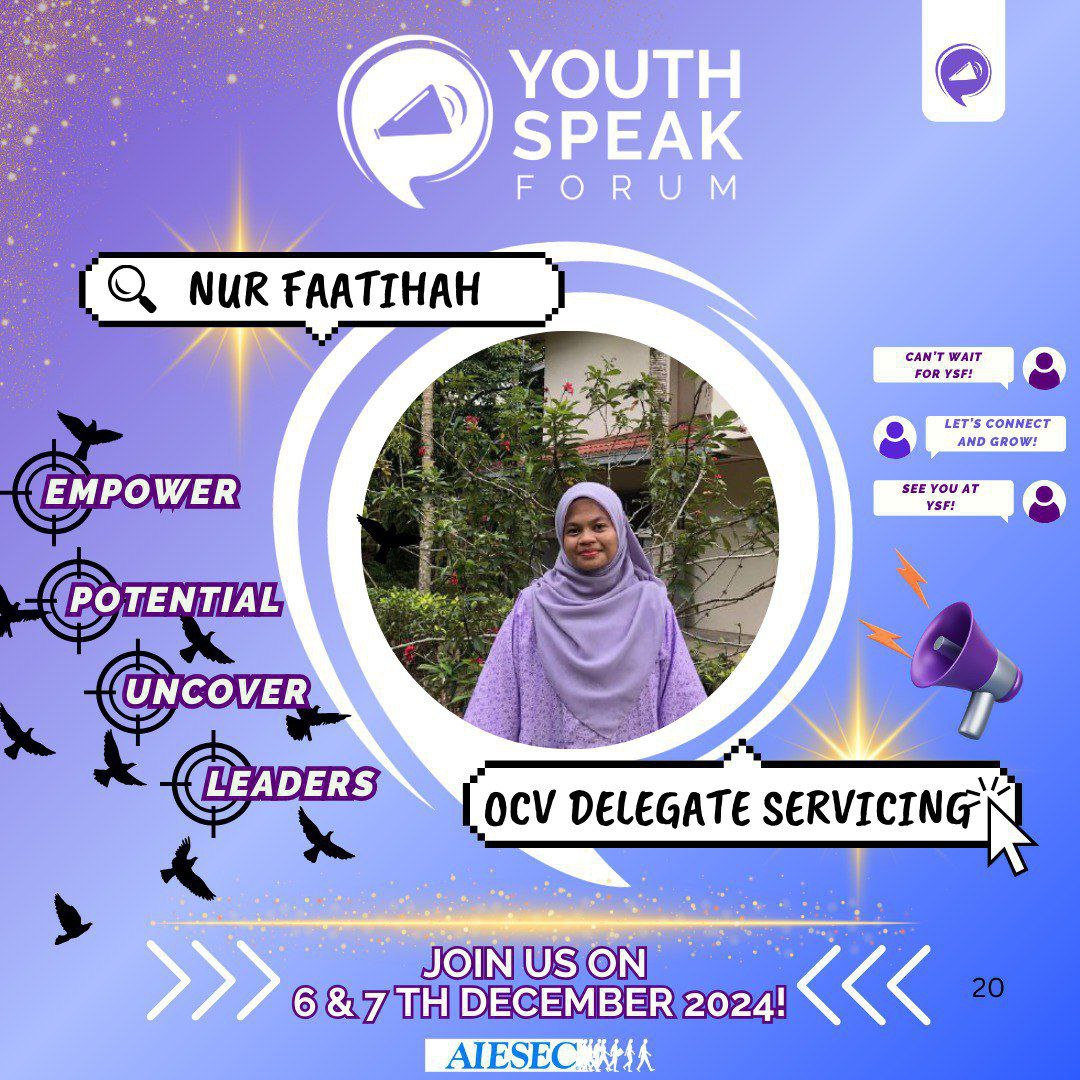 YOUTH
SPEAK
FORUM
NUR FAATIHAH
CAN'T WAIT
FOR YSF!
LET'S CONNECT
AND GROW!
SEE YOU AT
YSF!
EMPOWER
POTENTIAL
UNCOVER
LEADERS
OCV DELEGATE SERVICING
JOIN US ON
6 & 7 TH DECEMBER 2024!
20
AIESEC